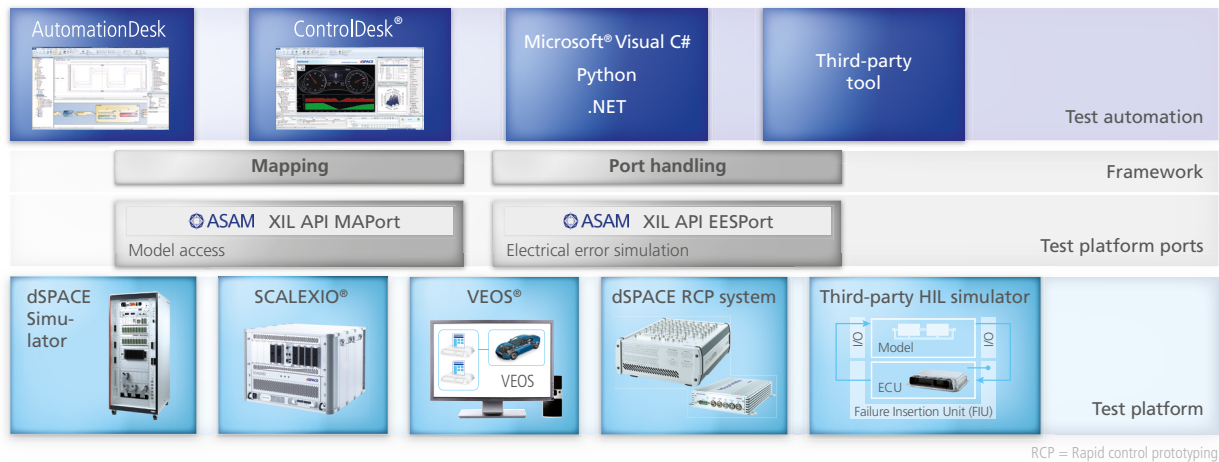 AutomationDesk
ControlDesk®
Microsoft® Visual C#
Python
.NET
Third-party
tool
Test automation
Mapping
Port handling
Framework
ASAM XIL API MAPort
Model access
ASAM XIL API EESPort
Electrical error simulation
Test platform ports
dSPACE
Simu-
lator
SCALEXIO®
VEOS®
VEOS
dSPACE RCP system
Third-party HIL simulator
I/O
Model
I/O
ECU
Failure Insertion Unit (FIU)
Test platform
RCP = Rapid control prototyping